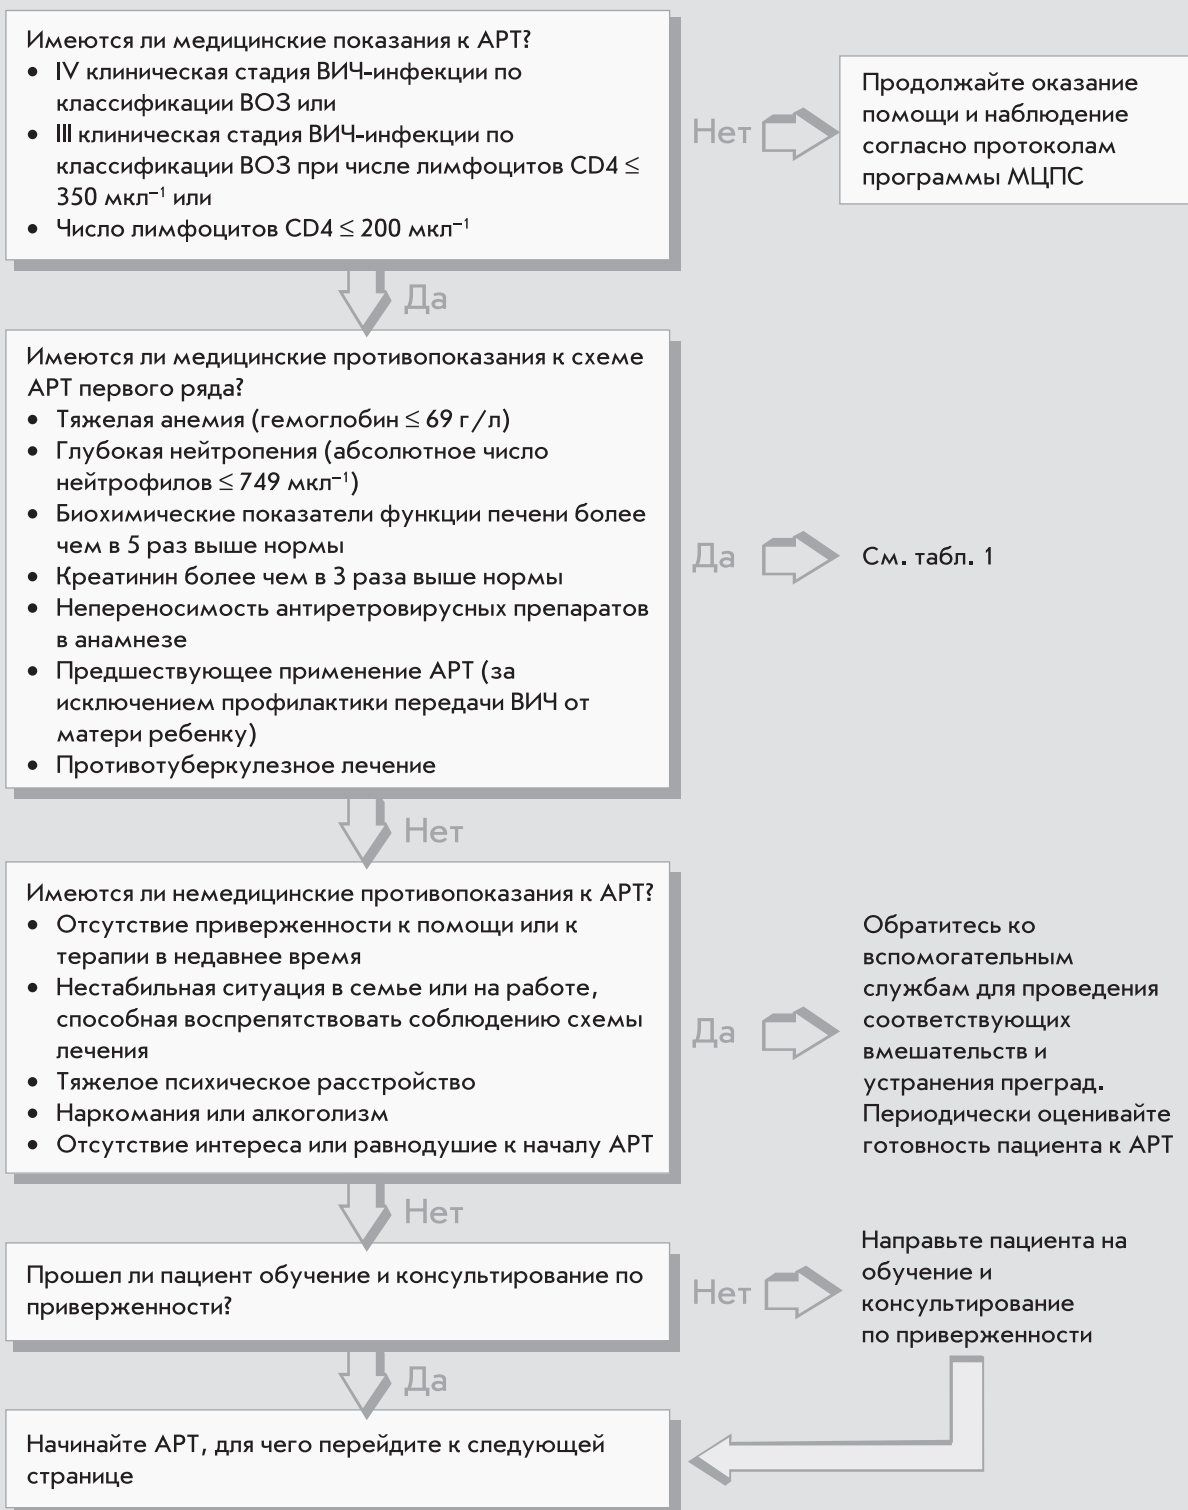 Имеются ли медицинские показания к АРТ?
• IV клиническая стадия ВИЧ-инфекции по
классификации ВОЗ или
• III клиническая стадия ВИЧ-инфекции по
классификации ВОЗ при числе лимфоцитов CD4 ≤
350 мкл⁻¹ или
• Число лимфоцитов CD4 ≤ 200 мкл⁻¹
Нет
Продолжайте оказание
помощи и наблюдение
согласно протоколам
программы МЦПС
Да
Имеются ли медицинские противопоказания к схеме
АРТ первого ряда?
• Тяжелая анемия (гемоглобин ≤ 69 г/л)
• Глубокая нейтропения (абсолютное число
нейтрофилов ≤ 749 мкл⁻¹)
• Биохимические показатели функции печени более
чем в 5 раз выше нормы
• Креатинин более чем в 3 раза выше нормы
• Непереносимость антиретровирусных препаратов
в анамнезе
• Предшествующее применение АРТ (за
исключением профилактики передачи ВИЧ от
матери ребенку)
• Противотуберкулезное лечение
Да
См. табл. 1
Нет
Имеются ли немедицинские противопоказания к АРТ?
• Отсутствие приверженности к помощи или к
терапии в недавнее время
• Нестабильная ситуация в семье или на работе,
способная воспрепятствовать соблюдению схемы
лечения
• Тяжелое психическое расстройство
• Наркомания или алкоголизм
• Отсутствие интереса или равнодушие к началу АРТ
Да
Обратитесь ко
вспомогательным
службам для проведения
соответствующих
вмешательств и
устранения преград.
Периодически оценивайте
готовность пациента к АРТ
Нет
Прошел ли пациент обучение и консультирование по
приверженности?
Нет
Направьте пациента на
обучение и
консультирование
по приверженности
Да
Начинайте АРТ, для чего перейдите к следующей
странице